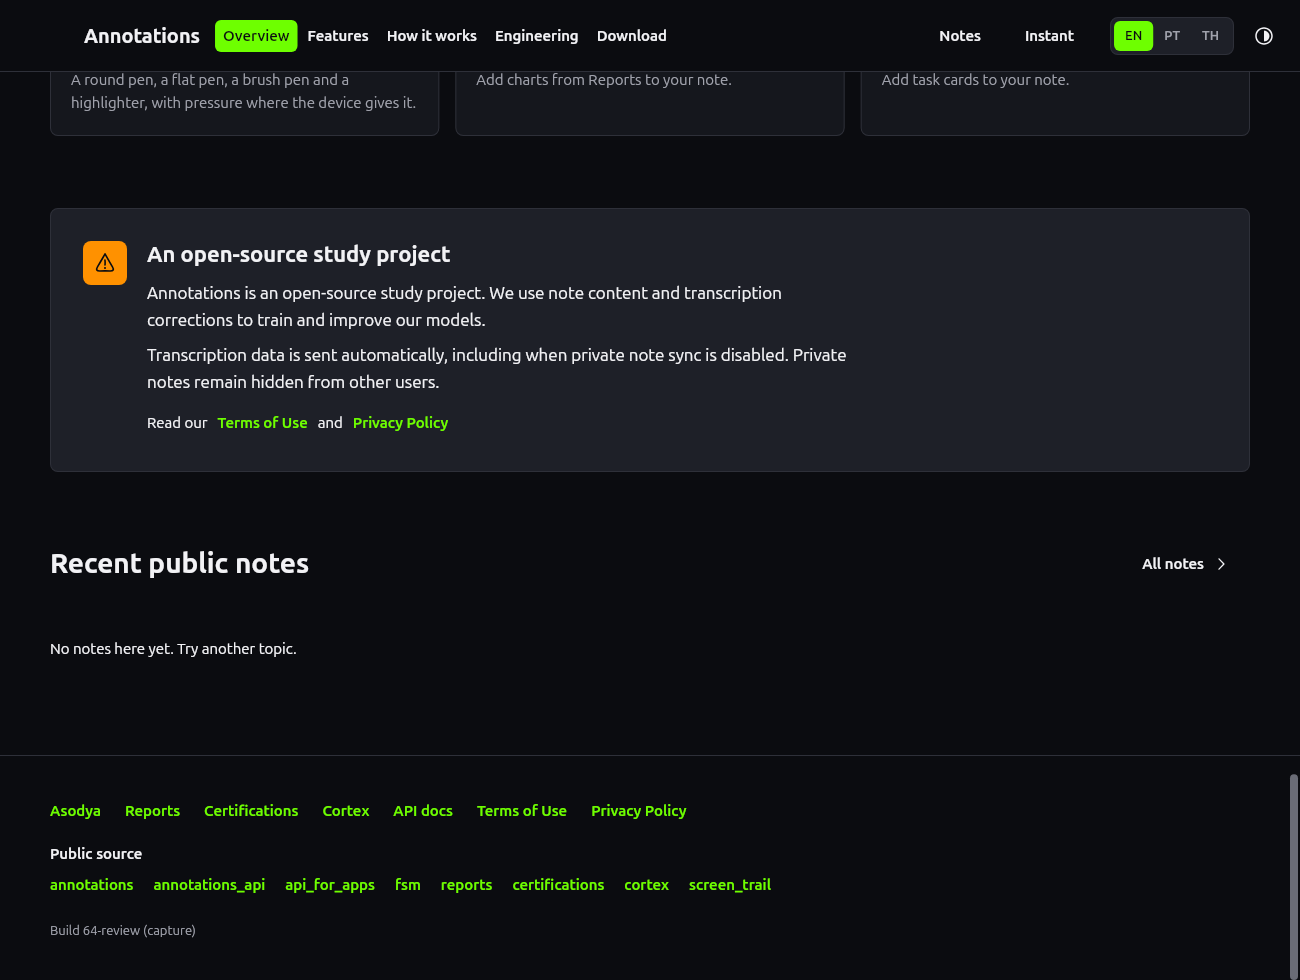 Annotations Overview Features How it works Engineering Download Notes Instant EN PT TH
A round pen, a flat pen, a brush pen and a
highlighter, with pressure where the device gives it.
Add charts from Reports to your note.
Add task cards to your note.
An open-source study project
Annotations is an open-source study project. We use note content and transcription
corrections to train and improve our models.
Transcription data is sent automatically, including when private note sync is disabled. Private
notes remain hidden from other users.
Read our Terms of Use and Privacy Policy
Recent public notes
All notes
No notes here yet. Try another topic.
Asodya Reports Certifications Cortex API docs Terms of Use Privacy Policy
Public source
annotations annotations_api api_for_apps fsm reports certifications cortex screen_trail
Build 64-review (capture)